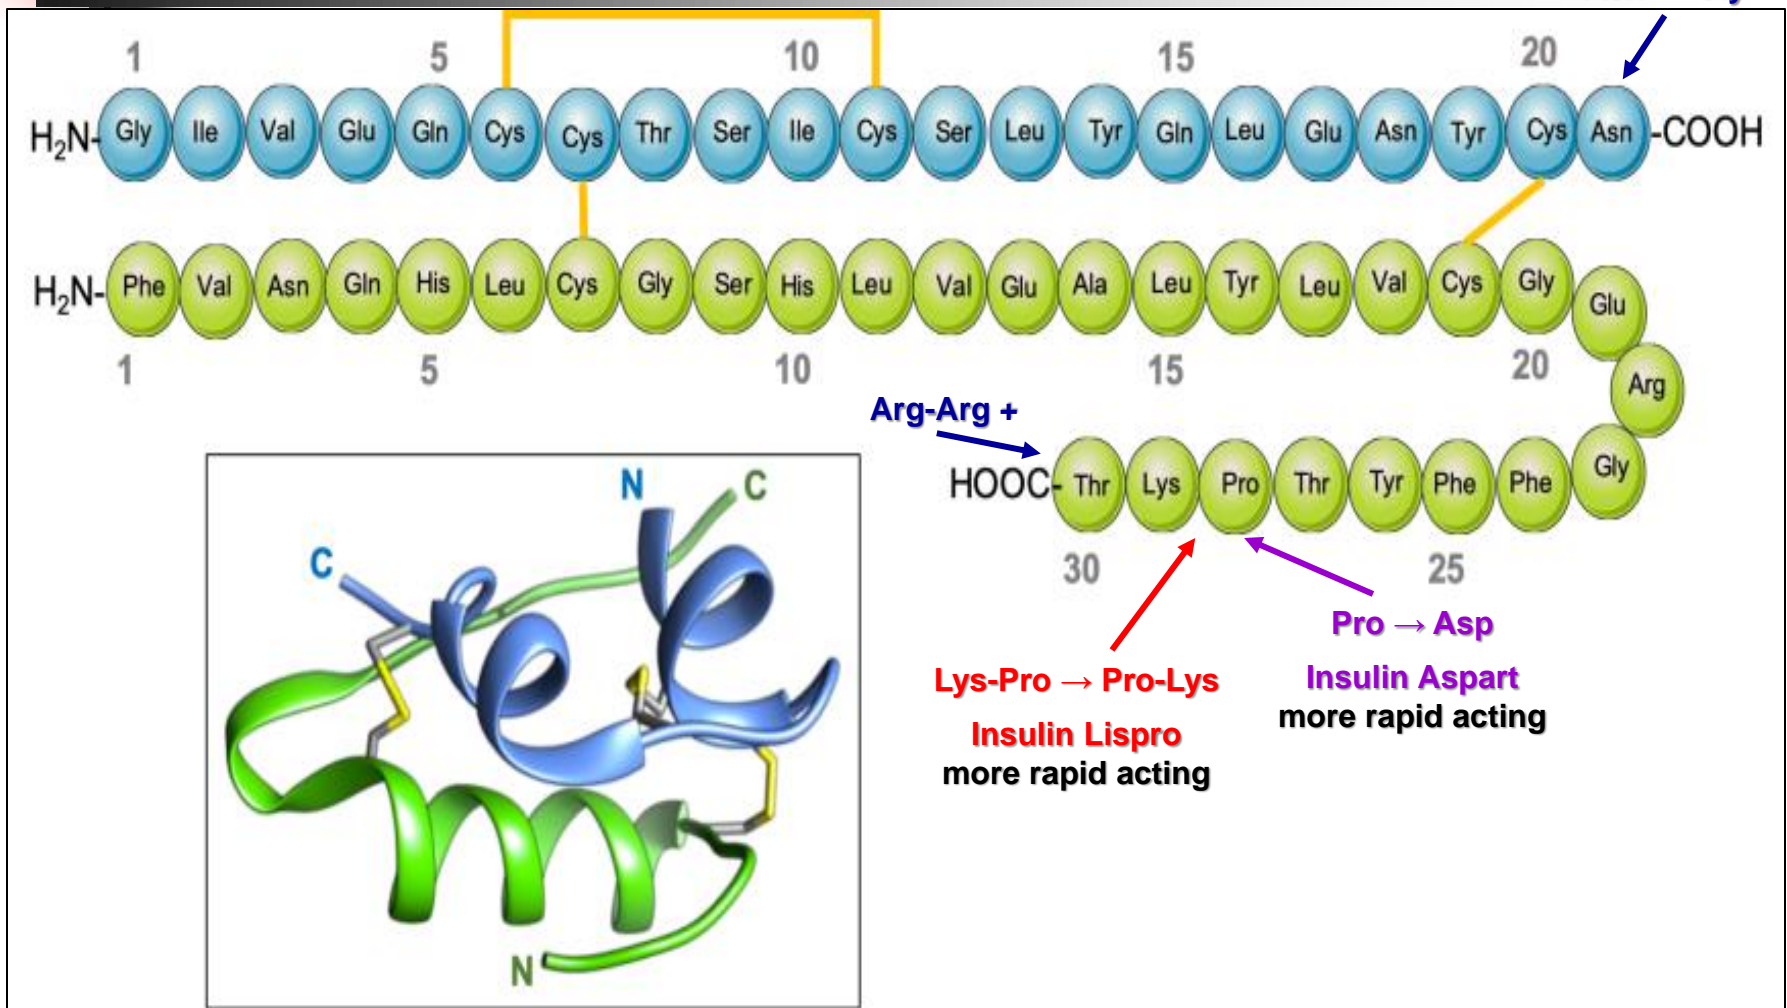 1 5 10 15 20
H₂N- Gly Ile Val Glu Gln Cys Cys Thr Ser Ile Cys Ser Leu Tyr Gln Leu Glu Asn Tyr Cys Asn -COOH
H₂N- Phe Val Asn Gln His Leu Cys Gly Ser His Leu Val Glu Ala Leu Tyr Leu Val Cys Gly Glu
1 5 10 15 20
Arg
Arg-Arg +
HOOC- Thr Lys Pro Thr Tyr Phe Phe Gly
30 25
N C
C
N
Pro → Asp
Insulin Aspart
more rapid acting
Lys-Pro → Pro-Lys
Insulin Lispro
more rapid acting